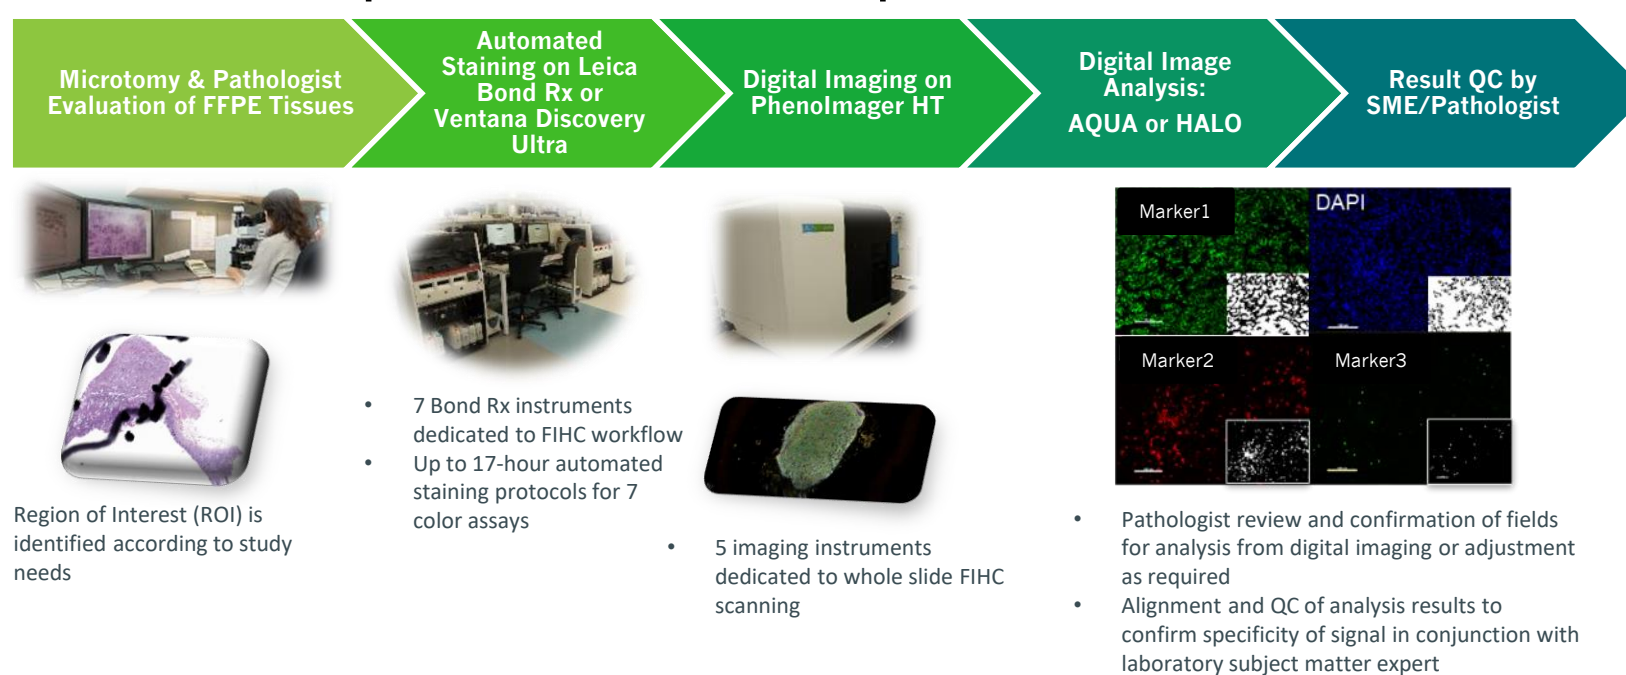 Microtomy & Pathologist
Evaluation of FFPE Tissues
Automated
Staining on Leica
Bond Rx or
Ventana Discovery
Ultra
Digital Imaging on
PhenoImager HT
Digital Image
Analysis:
AQUA or HALO
Result QC by
SME/Pathologist
Region of Interest (ROI) is
identified according to study
needs
• 7 Bond Rx instruments
dedicated to FIHC workflow
• Up to 17-hour automated
staining protocols for 7
color assays
• 5 imaging instruments
dedicated to whole slide FIHC
scanning
Marker1
DAPI
Marker2
Marker3
• Pathologist review and confirmation of fields
for analysis from digital imaging or adjustment
as required
• Alignment and QC of analysis results to
confirm specificity of signal in conjunction with
laboratory subject matter expert